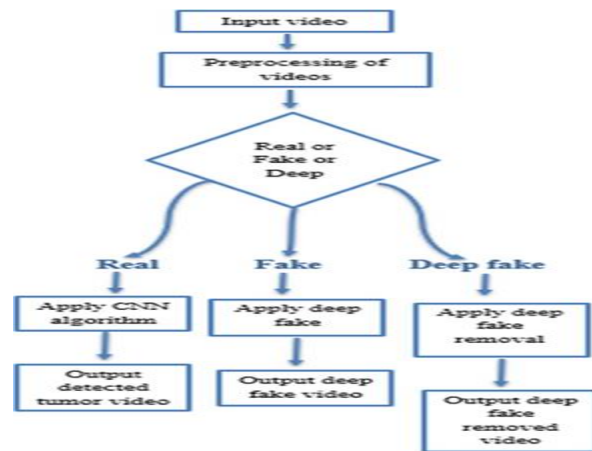 Input video
Preprocessing of
videos
Real or
Fake or
Deep
Real
Fake
Deep fake
Apply CNN
algorithm
Apply deep
fake
Apply deep
fake
removal
Output
detected
tumor video
Output deep
fake video
Output deep
fake
removed
video